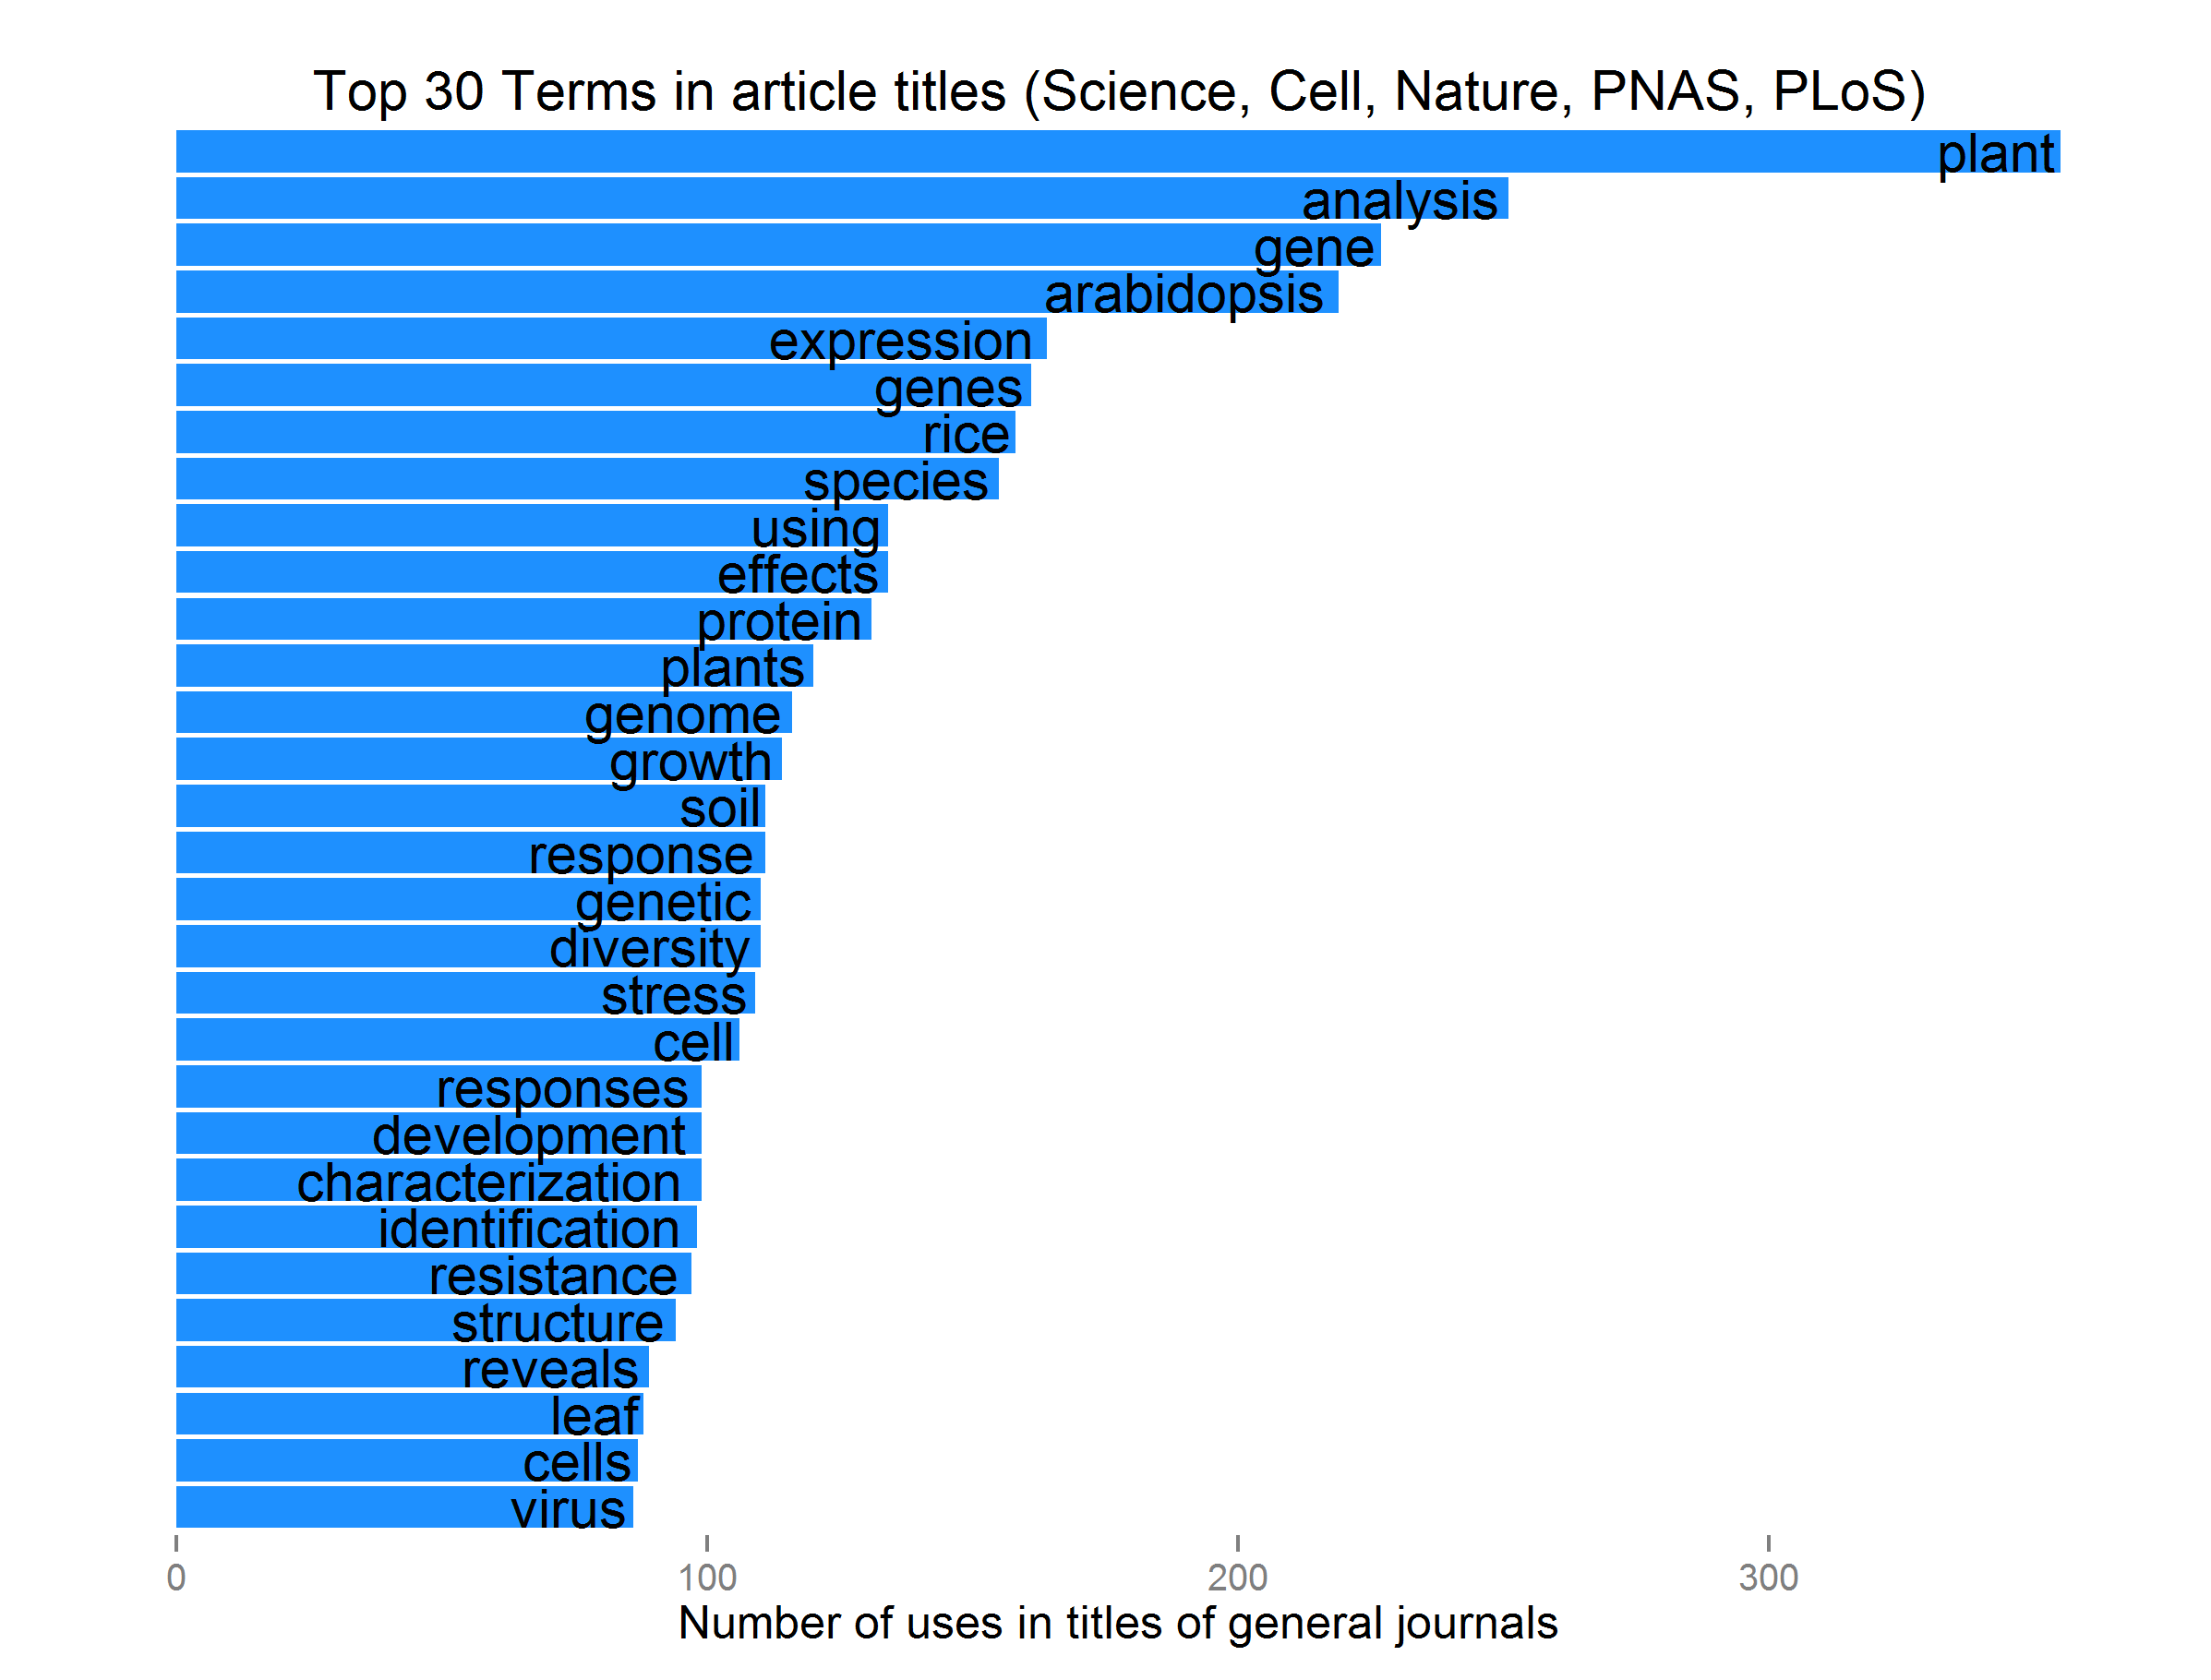 Top 30 Terms in article titles (Science, Cell, Nature, PNAS, PLoS)
plant
analysis
gene
arabidopsis
expression
genes
rice
species
using
effects
protein
plants
genome
growth
soil
response
genetic
diversity
stress
cell
responses
development
characterization
identification
resistance
structure
reveals
leaf
cells
virus
0 100 200 300
Number of uses in titles of general journals